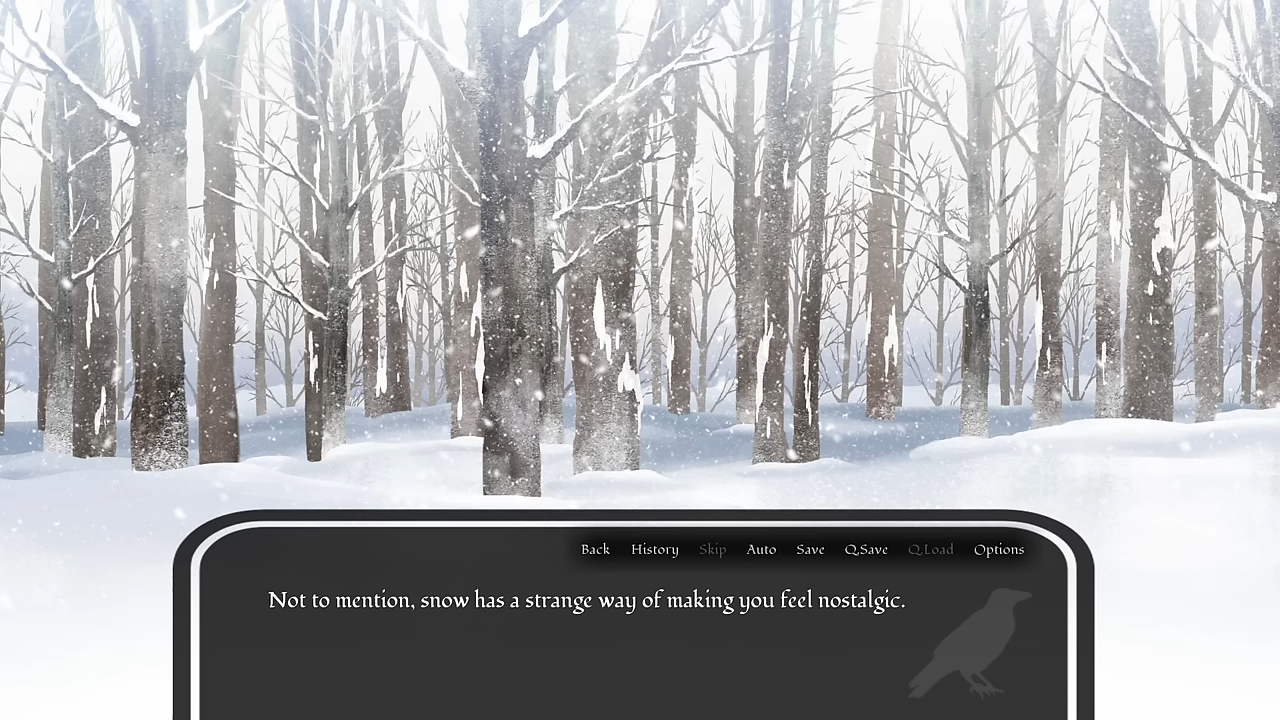 Back History Skip Auto Save Q.Save Q.Load Options
Not to mention, snow has a strange way of making you feel nostalgic.